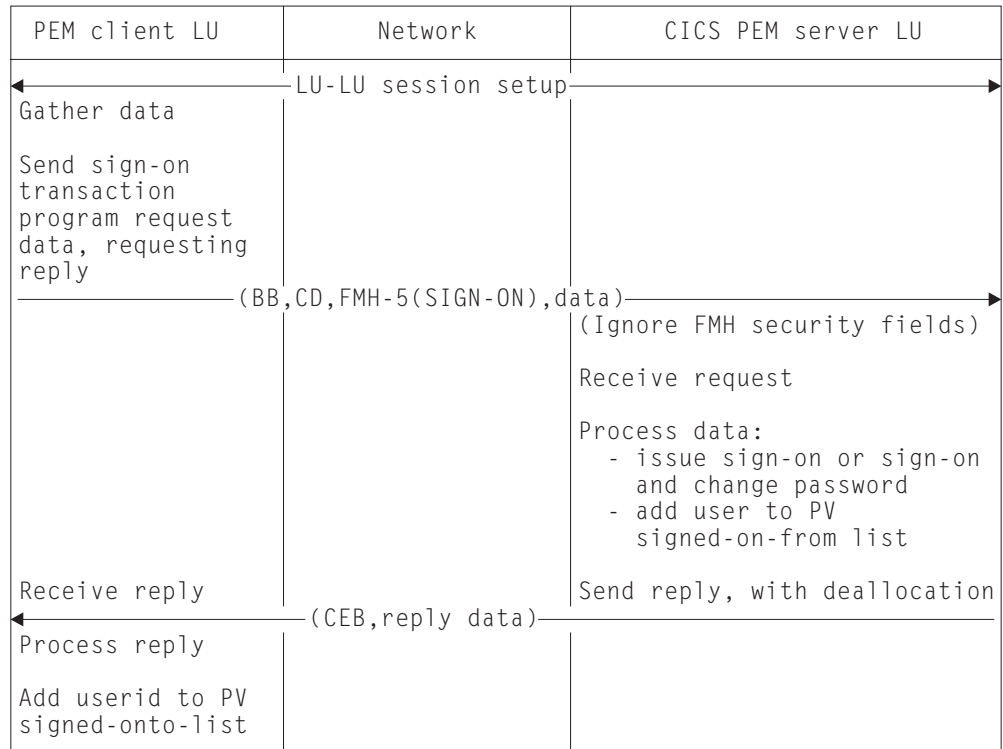 PEM client LU
Network
CICS PEM server LU
LU-LU session setup
Gather data
Send sign-on
transaction
program request
data, requesting
reply
(BB,CD,FMH-5(SIGN-ON),data)
(Ignore FMH security fields)
Receive request
Process data:
- issue sign-on or sign-on
and change password
- add user to PV
signed-on-from list
Receive reply
Send reply, with deallocation
(CEB,reply data)
Process reply
Add userid to PV
signed-onto-list